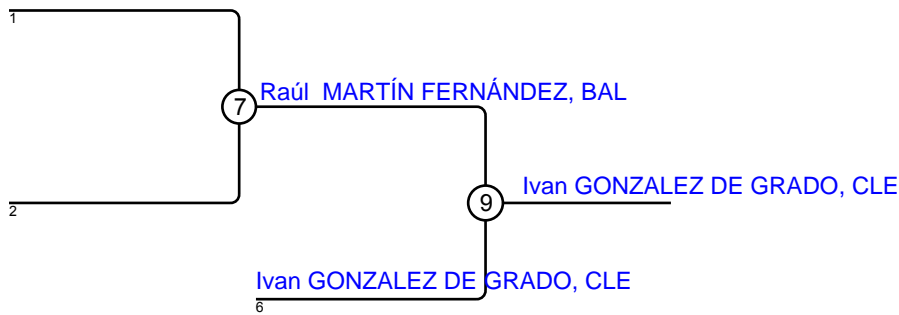 1
7
Raúl MARTÍN FERNÁNDEZ, BAL
2
9
Ivan GONZALEZ DE GRADO, CLE
Ivan GONZALEZ DE GRADO, CLE
6